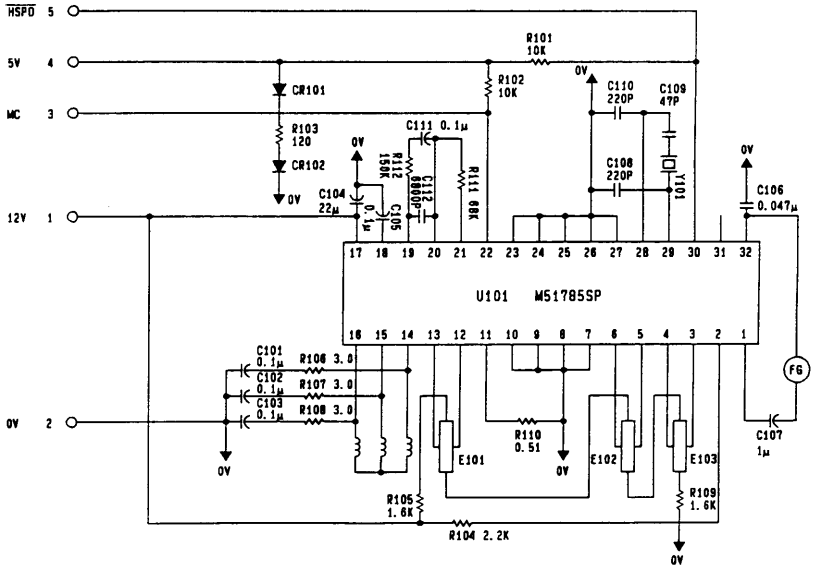 HSPD 5
5V 4
MC 3
12V 1
0V 2
CR101
R103
120
CR102
0V
R101
10K
R102
10K
C111 0.1μ
R112
150K
C112
6800P
R111 68K
0V
C104
22μ
0.1μ
C105
0V
C110
220P
C109
47P
C108
220P
Y101
0V
C106
0.047μ
17 18 19 20 21 22 23 24 25 26 27 28 29 30 31 32
U101 M51785SP
16 15 14 13 12 11 10 9 8 7 6 5 4 3 2 1
C101
0.1μ
R106 3.0
C102
0.1μ
R107 3.0
C103
0.1μ
R108 3.0
0V
FG
C107
1μ
R110
0.51
0V
E101
E102
E103
R105
1.6K
R109
1.6K
R104 2.2K
0V